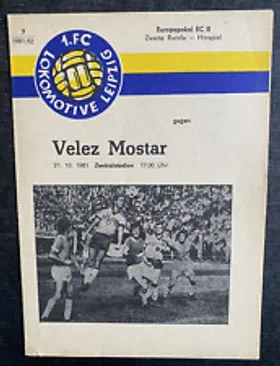 7
1981/82
1.FC
LOKOMOTIVE LEIPZIG
Europapokal EC II
Zweite Runde – Hinspiel
gegen
Velez Mostar
21. 10. 1981 Zentralstadion 17.00 Uhr